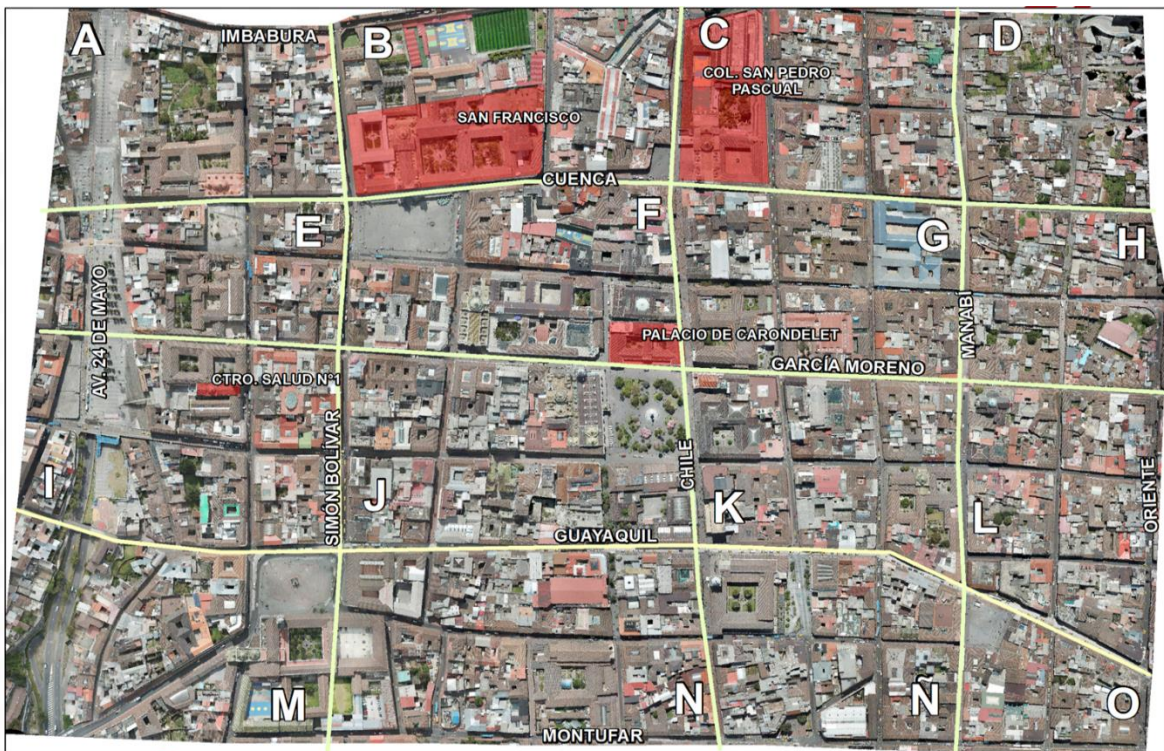 A
IMBABURA
B
C
D
COL. SAN PEDRO
PASCUAL
SAN FRANCISCO
CUENCA
E
F
G
H
AV. 24 DE MAYO
PALACIO DE CARONDELET
MANABÍ
GARCÍA MORENO
CTRO. SALUD N°1
SIMÓN BOLÍVAR
CHILE
I
J
K
L
ORIENTE
GUAYAQUIL
M
N
Ñ
O
MONTUFAR